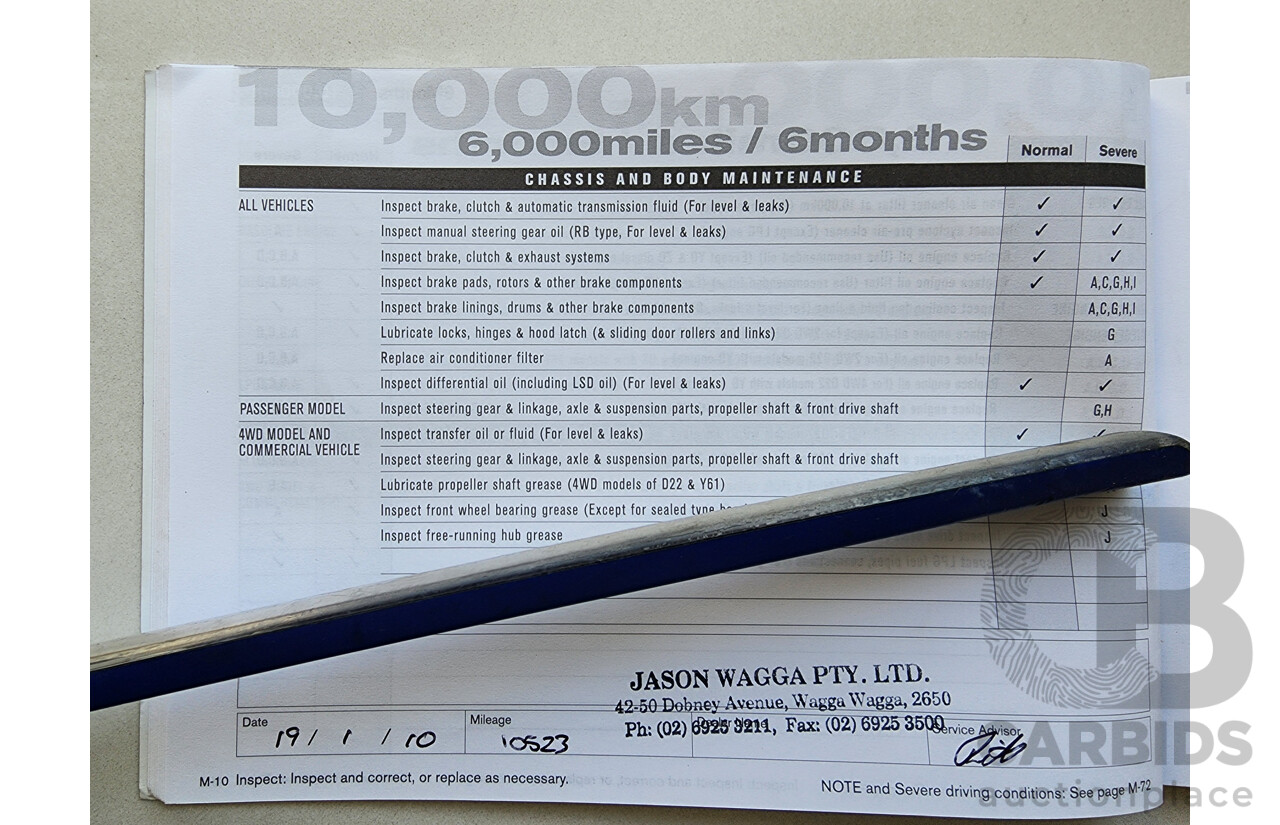 10,000km
6,000miles / 6months
Normal Severe
CHASSIS AND BODY MAINTENANCE
ALL VEHICLES Inspect brake, clutch & automatic transmission fluid (For level & leaks) ✓ ✓
Inspect manual steering gear oil (RB type, For level & leaks) ✓ ✓
Inspect brake, clutch & exhaust systems ✓ ✓
Inspect brake pads, rotors & other brake components ✓ A,C,G,H,I
Inspect brake linings, drums & other brake components A,C,G,H,I
Lubricate locks, hinges & hood latch (& sliding door rollers and links) G
Replace air conditioner filter A
Inspect differential oil (including LSD oil) (For level & leaks) ✓ ✓
PASSENGER MODEL Inspect steering gear & linkage, axle & suspension parts, propeller shaft & front drive shaft G,H
4WD MODEL AND Inspect transfer oil or fluid (For level & leaks) ✓ ✓
COMMERCIAL VEHICLE Inspect steering gear & linkage, axle & suspension parts, propeller shaft & front drive shaft
Lubricate propeller shaft grease (4WD models of D22 & Y61)
Inspect front wheel bearing grease (Except for sealed type J
Inspect free-running hub grease J
JASON WAGGA PTY. LTD.
42-50 Dobney Avenue, Wagga Wagga, 2650
Ph: (02) 6925 3211, Fax: (02) 6925 3500
Date Mileage Service Advisor
19 / 1 / 10 10523
M-10 Inspect: Inspect and correct, or replace as necessary.
NOTE and Severe driving conditions: See page M-72
CARBIDS
auctionplace